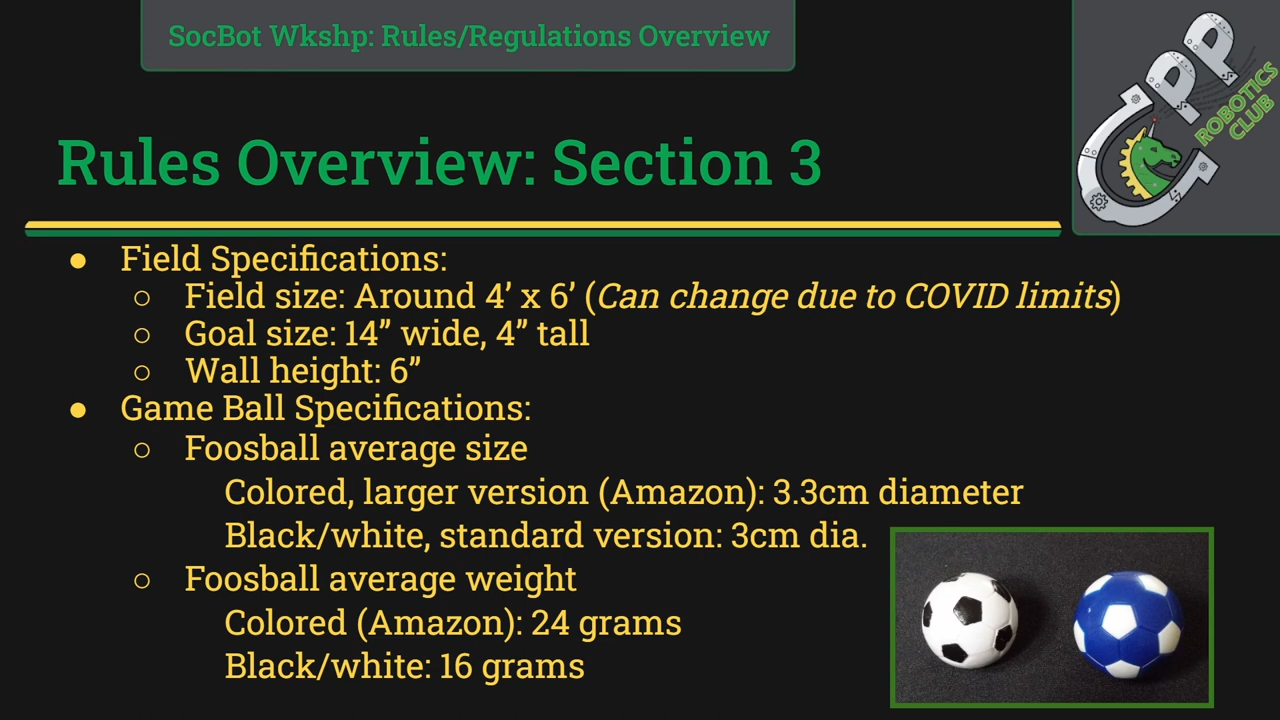 SocBot Wkshp: Rules/Regulations Overview
CPP
ROBOTICS
CLUB
Rules Overview: Section 3
● Field Specifications:
○ Field size: Around 4’ x 6’ (Can change due to COVID limits)
○ Goal size: 14” wide, 4” tall
○ Wall height: 6”
● Game Ball Specifications:
○ Foosball average size
Colored, larger version (Amazon): 3.3cm diameter
Black/white, standard version: 3cm dia.
○ Foosball average weight
Colored (Amazon): 24 grams
Black/white: 16 grams